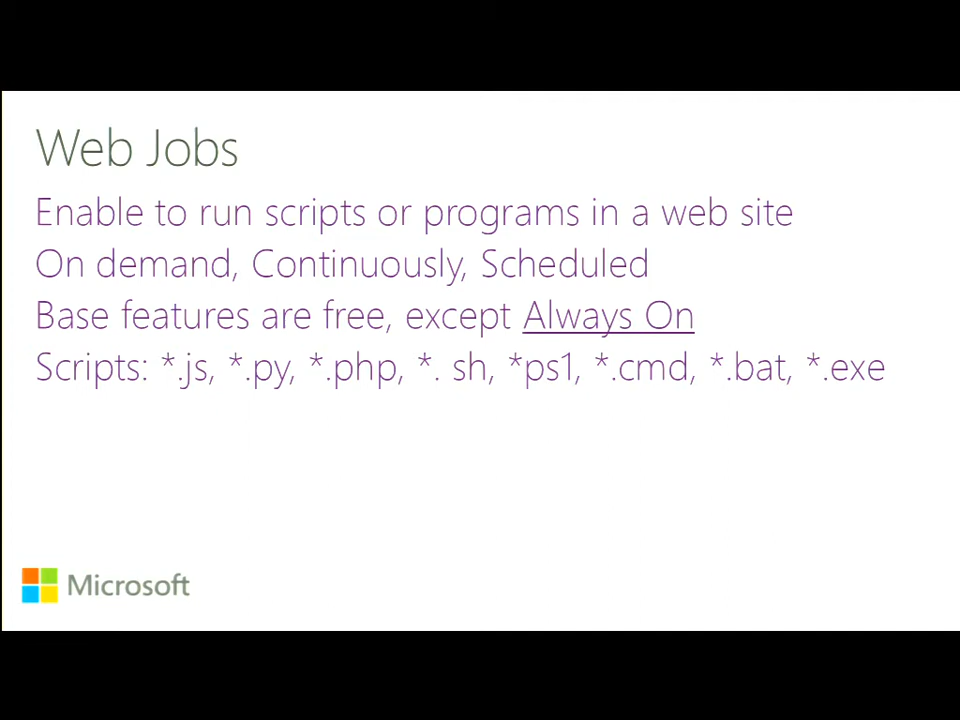 Web Jobs
Enable to run scripts or programs in a web site
On demand, Continuously, Scheduled
Base features are free, except Always On
Scripts: *.js, *.py, *.php, *. sh, *ps1, *.cmd, *.bat, *.exe
Microsoft